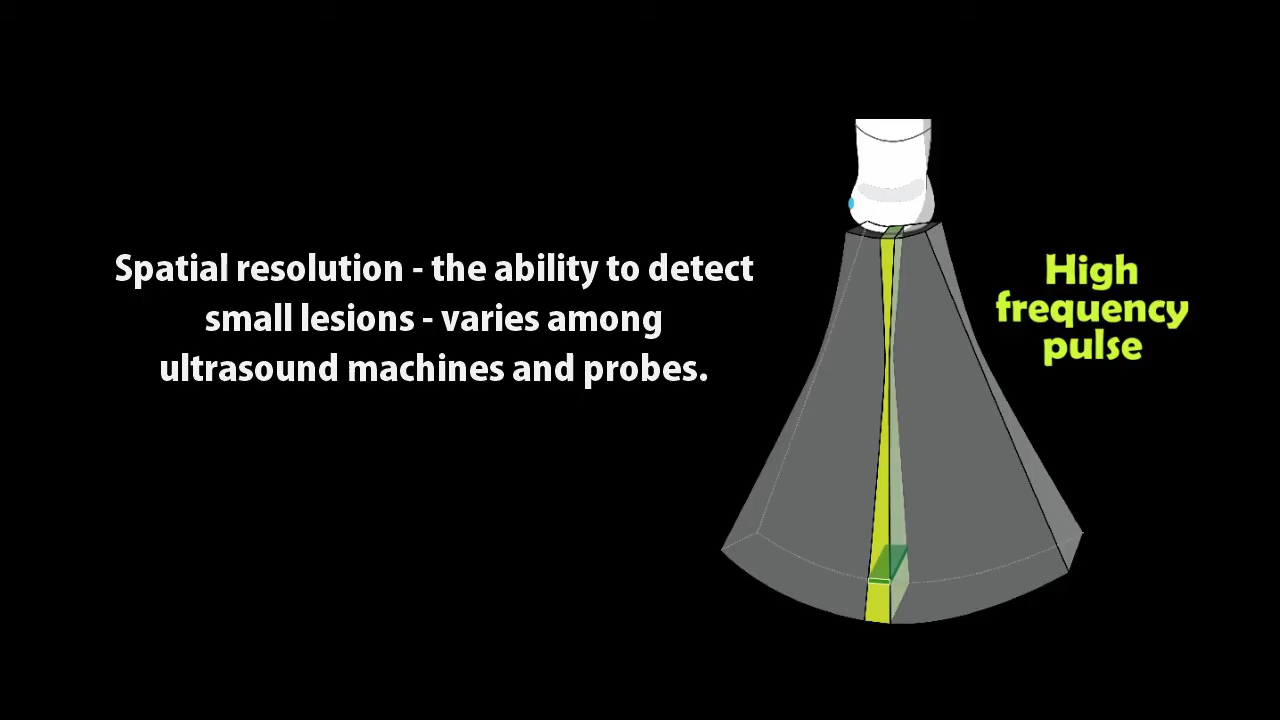 Spatial resolution - the ability to detect
small lesions - varies among
ultrasound machines and probes.
High
frequency
pulse